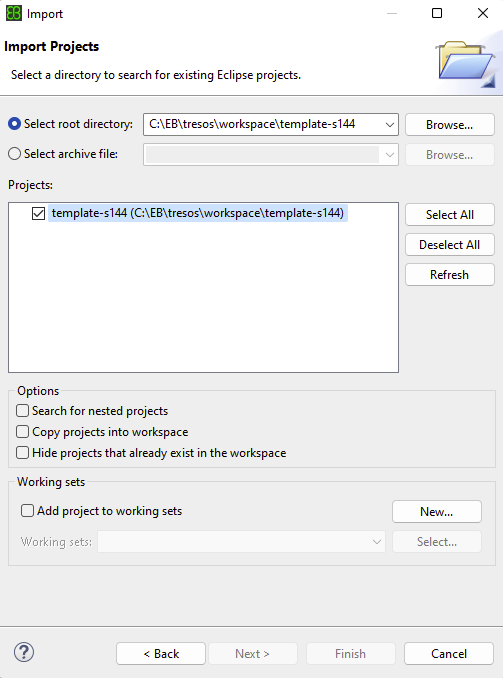 Import
Import Projects
Select a directory to search for existing Eclipse projects.
Select root directory: C:\EB\tresos\workspace\template-s144 Browse...
Select archive file: Browse...
Projects:
template-s144 (C:\EB\tresos\workspace\template-s144)
Select All
Deselect All
Refresh
Options
Search for nested projects
Copy projects into workspace
Hide projects that already exist in the workspace
Working sets
Add project to working sets New...
Working sets: Select...
? < Back Next > Finish Cancel